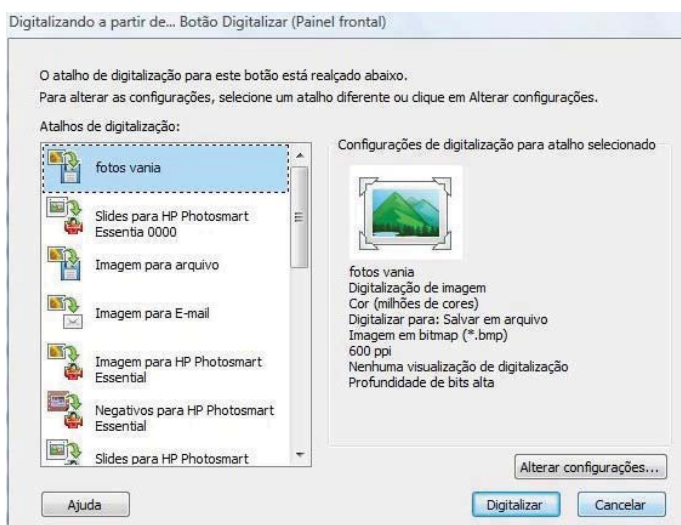 Digitalizando a partir de... Botão Digitalizar (Painel frontal)
O atalho de digitalização para este botão está realçado abaixo.
Para alterar as configurações, selecione um atalho diferente ou clique em Alterar configurações.
Atalhos de digitalização:
fotos vania
Slides para HP Photosmart
Essentia 0000
Imagem para arquivo
Imagem para E-mail
Imagem para HP Photosmart
Essential
Negativos para HP Photosmart
Essential
Slides para HP Photosmart
Configurações de digitalização para atalho selecionado
fotos vania
Digitalização de imagem
Cor (milhões de cores)
Digitalizar para: Salvar em arquivo
Imagem em bitmap (*.bmp)
600 ppi
Nenhuma visualização de digitalização
Profundidade de bits alta
Alterar configurações...
Ajuda
Digitalizar
Cancelar